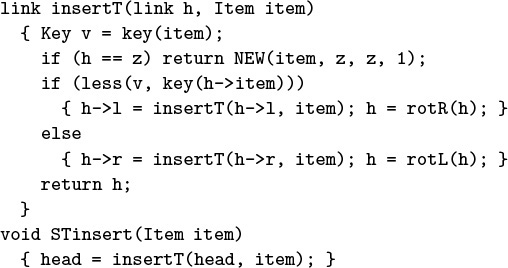 link insertT(link h, Item item)
  { Key v = key(item);
    if (h == z) return NEW(item, z, z, 1);
    if (less(v, key(h->item)))
      { h->l = insertT(h->l, item); h = rotR(h); }
    else
      { h->r = insertT(h->r, item); h = rotL(h); }
    return h;
  }
void STinsert(Item item)
  { head = insertT(head, item); }